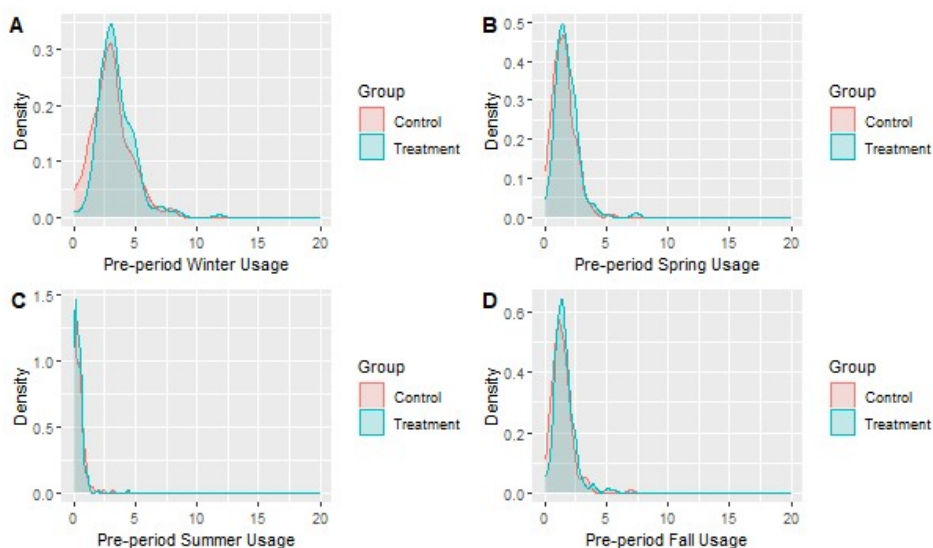 A
0.3
0.2
0.1
0.0
Density
0 5 10 15 20
Pre-period Winter Usage
Group
Control
Treatment
B
0.5
0.4
0.3
0.2
0.1
0.0
Density
0 5 10 15 20
Pre-period Spring Usage
Group
Control
Treatment
C
1.5
1.0
0.5
0.0
Density
0 5 10 15 20
Pre-period Summer Usage
Group
Control
Treatment
D
0.6
0.4
0.2
0.0
Density
0 5 10 15 20
Pre-period Fall Usage
Group
Control
Treatment